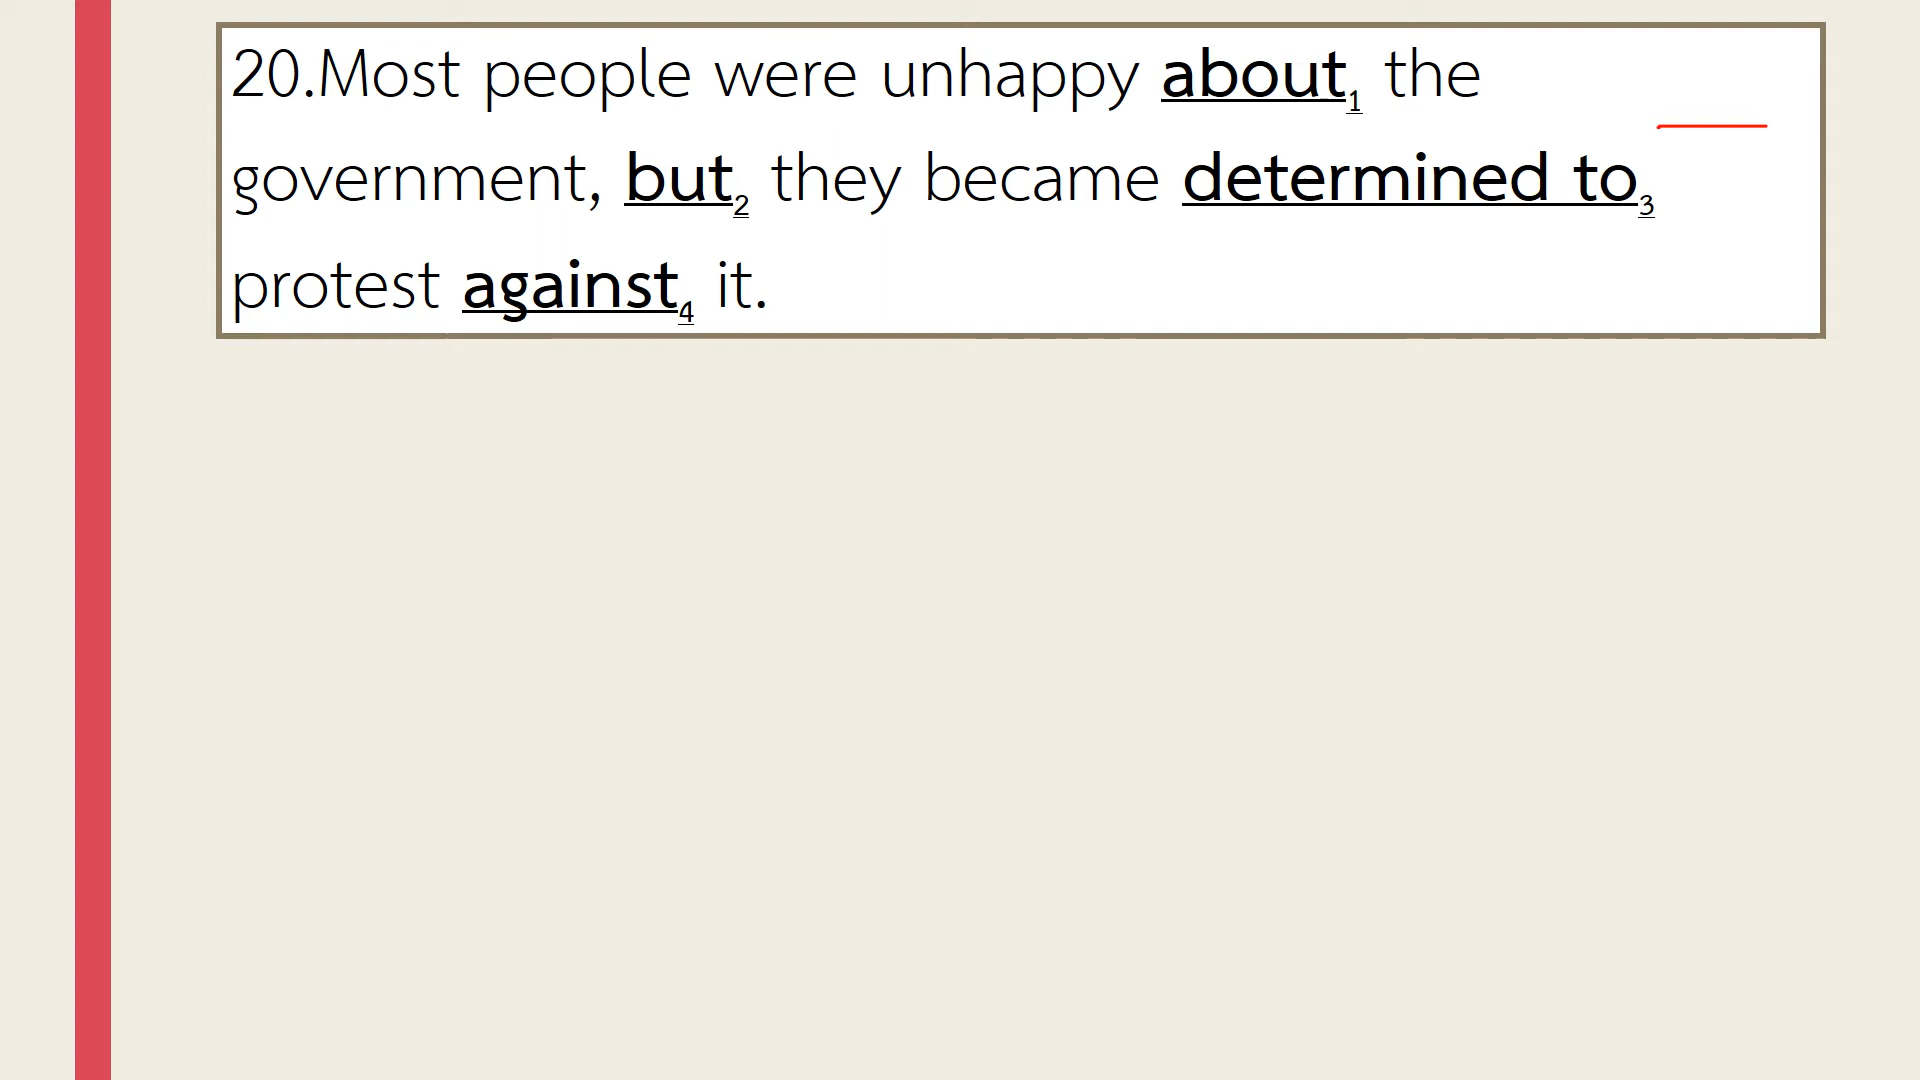 20.Most people were unhappy about1 the
government, but2 they became determined to3
protest against4 it.